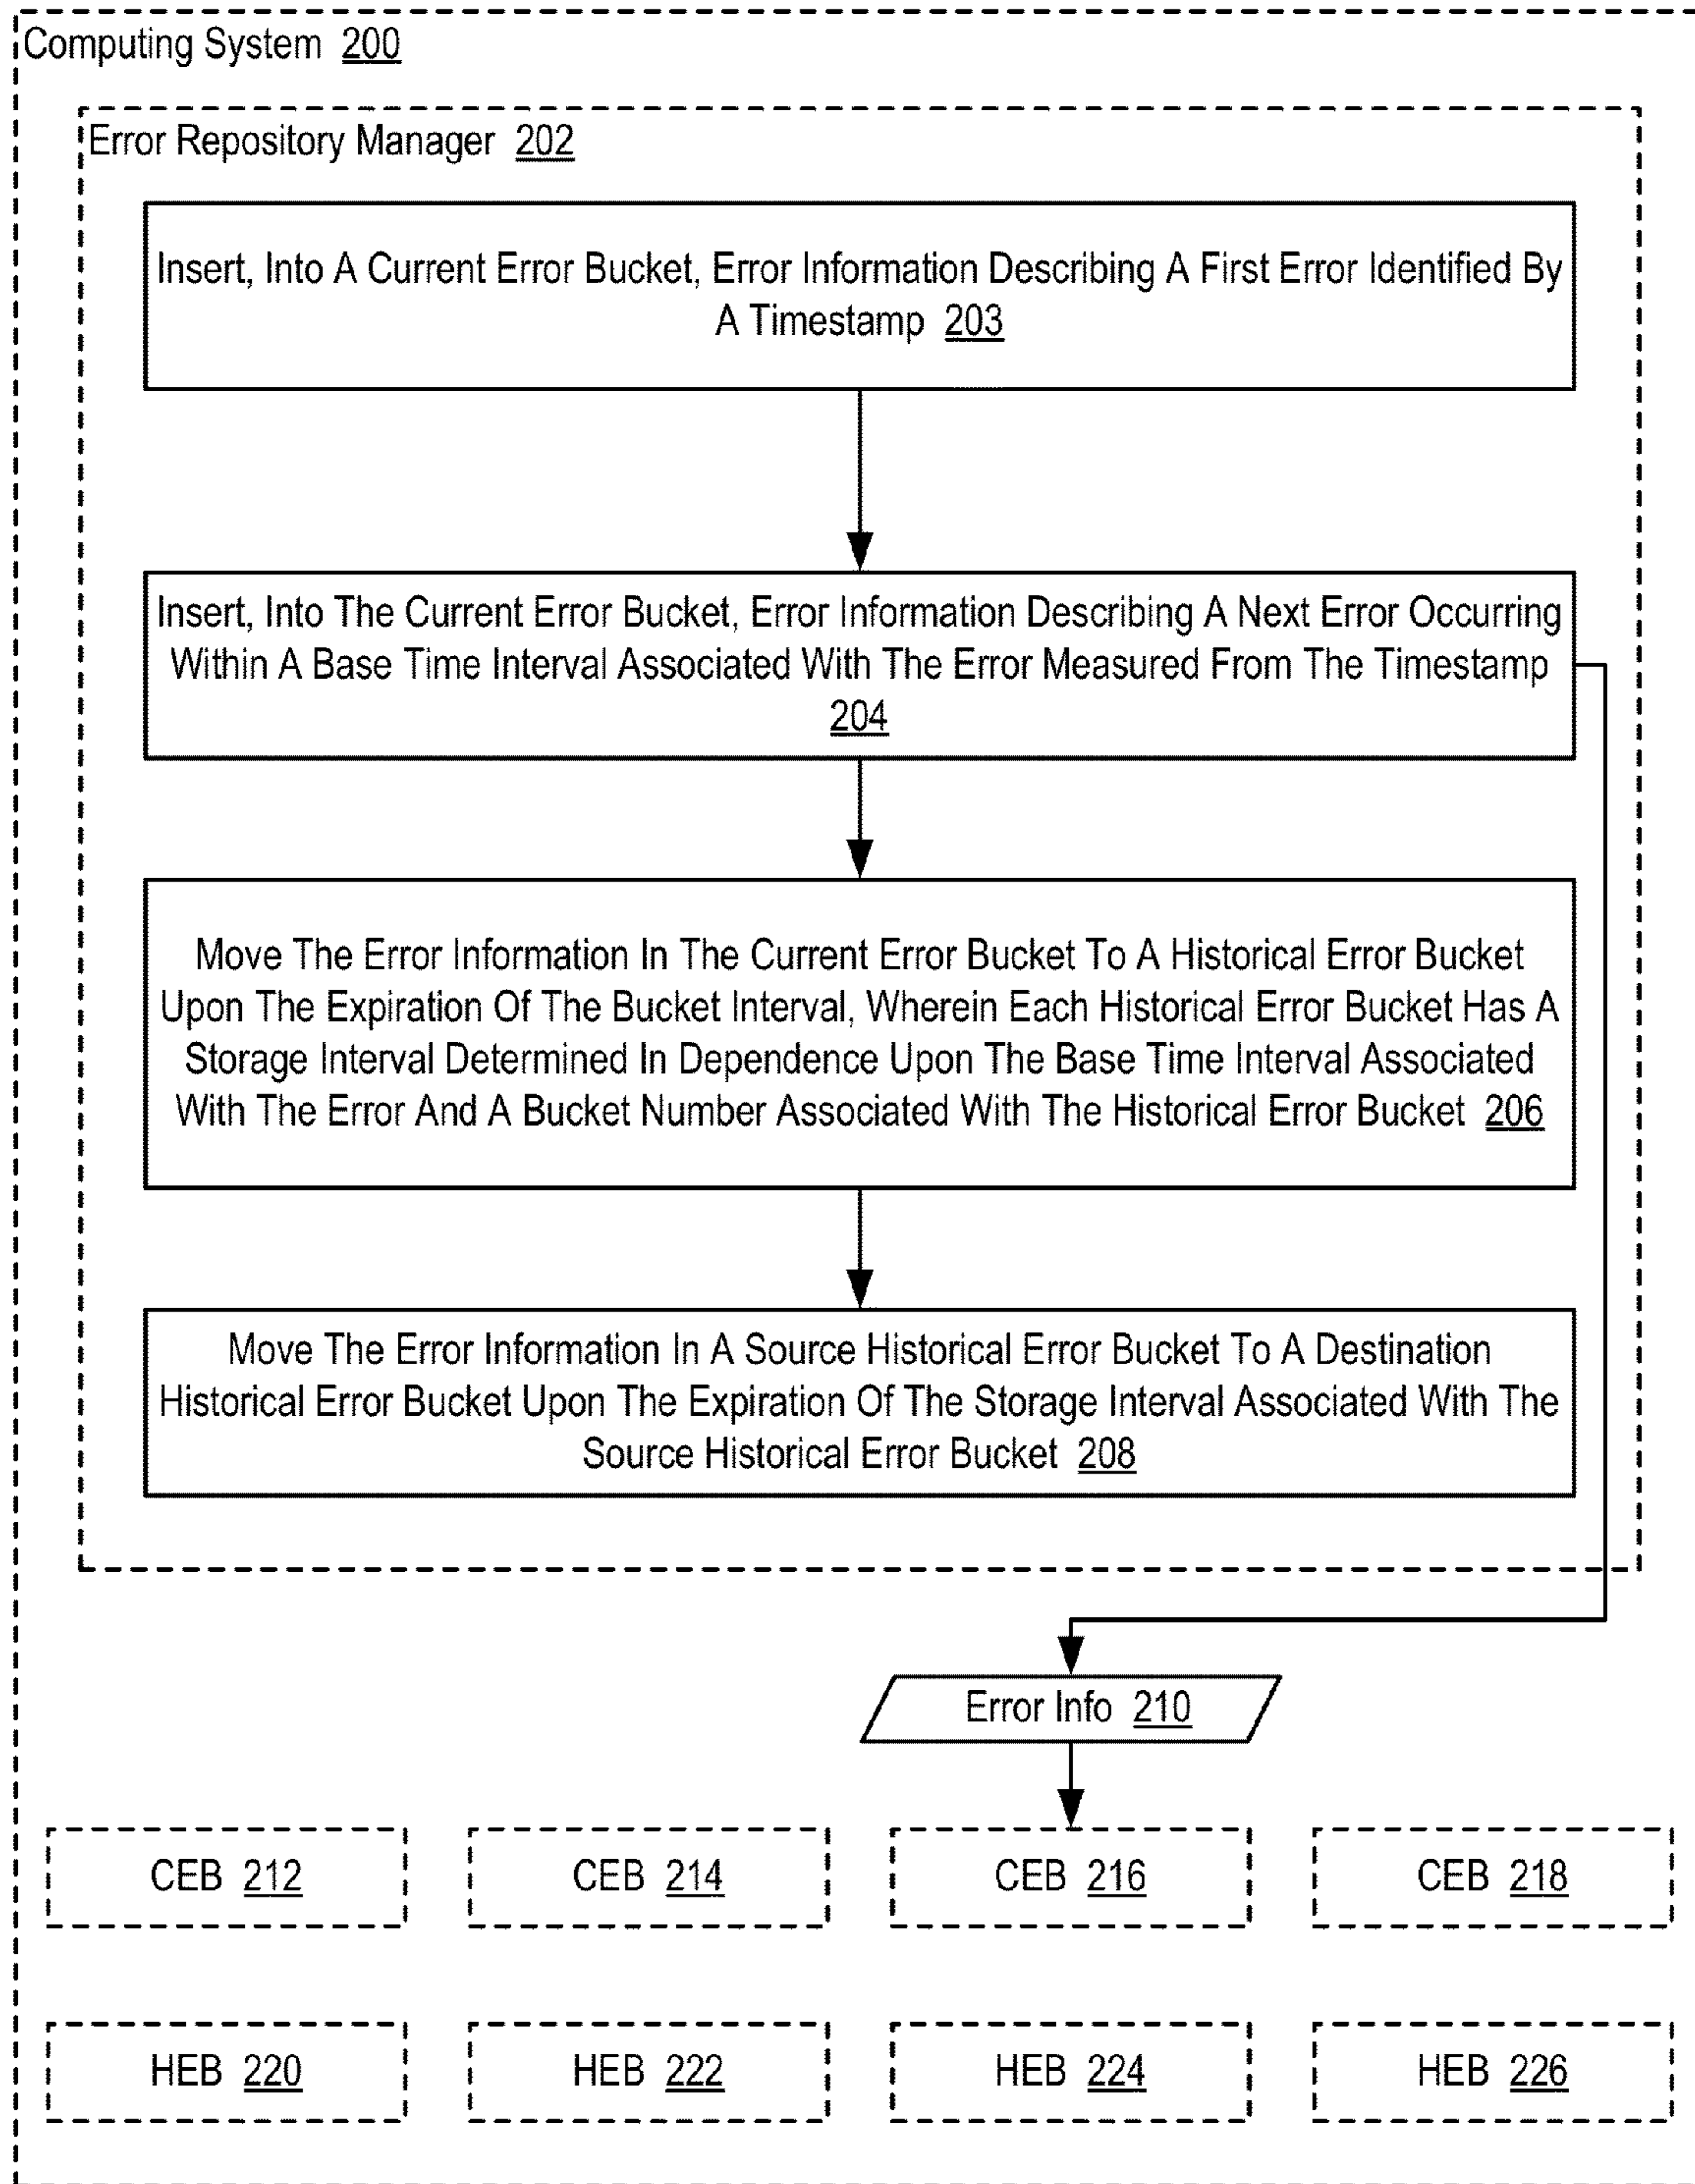 Computing System 200
Error Repository Manager 202
Insert, Into A Current Error Bucket, Error Information Describing A First Error Identified By
A Timestamp 203
Insert, Into The Current Error Bucket, Error Information Describing A Next Error Occurring
Within A Base Time Interval Associated With The Error Measured From The Timestamp
204
Move The Error Information In The Current Error Bucket To A Historical Error Bucket
Upon The Expiration Of The Bucket Interval, Wherein Each Historical Error Bucket Has A
Storage Interval Determined In Dependence Upon The Base Time Interval Associated
With The Error And A Bucket Number Associated With The Historical Error Bucket 206
Move The Error Information In A Source Historical Error Bucket To A Destination
Historical Error Bucket Upon The Expiration Of The Storage Interval Associated With The
Source Historical Error Bucket 208
Error Info 210
CEB 212
CEB 214
CEB 216
CEB 218
HEB 220
HEB 222
HEB 224
HEB 226